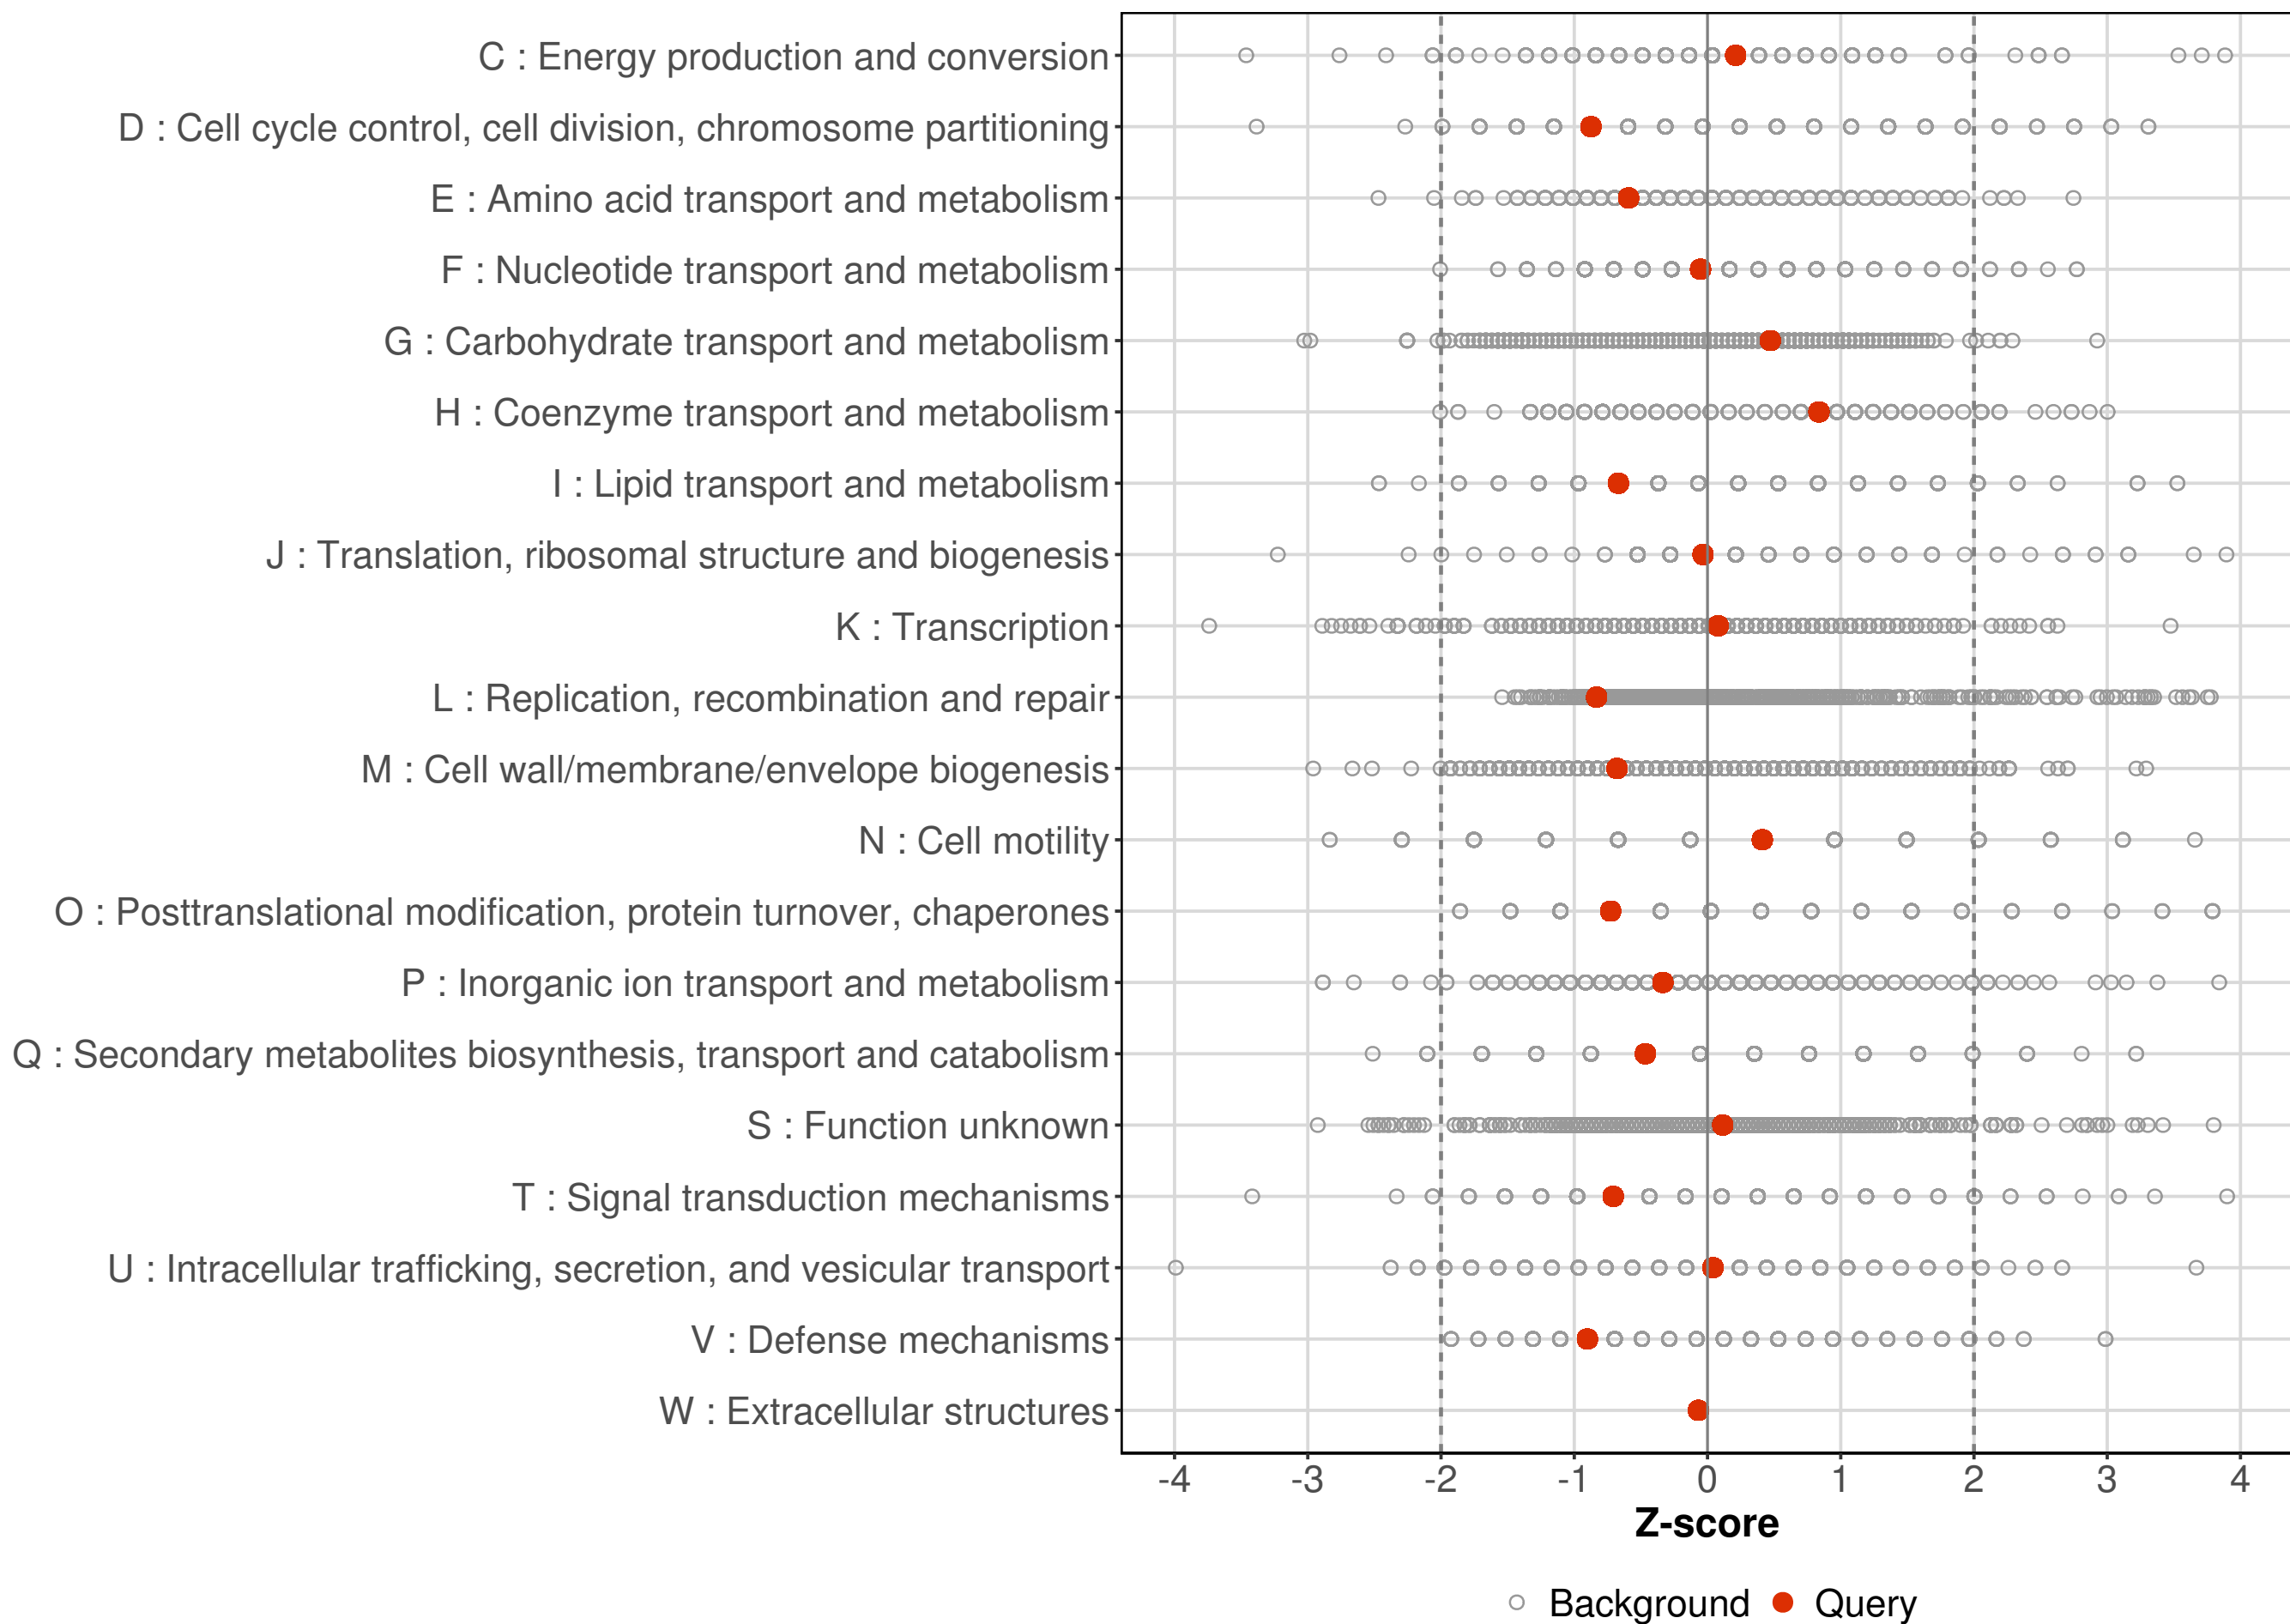 C : Energy production and conversion
D : Cell cycle control, cell division, chromosome partitioning
E : Amino acid transport and metabolism
F : Nucleotide transport and metabolism
G : Carbohydrate transport and metabolism
H : Coenzyme transport and metabolism
I : Lipid transport and metabolism
J : Translation, ribosomal structure and biogenesis
K : Transcription
L : Replication, recombination and repair
M : Cell wall/membrane/envelope biogenesis
N : Cell motility
O : Posttranslational modification, protein turnover, chaperones
P : Inorganic ion transport and metabolism
Q : Secondary metabolites biosynthesis, transport and catabolism
S : Function unknown
T : Signal transduction mechanisms
U : Intracellular trafficking, secretion, and vesicular transport
V : Defense mechanisms
W : Extracellular structures
-4 -3 -2 -1 0 1 2 3 4
Z-score
Background Query